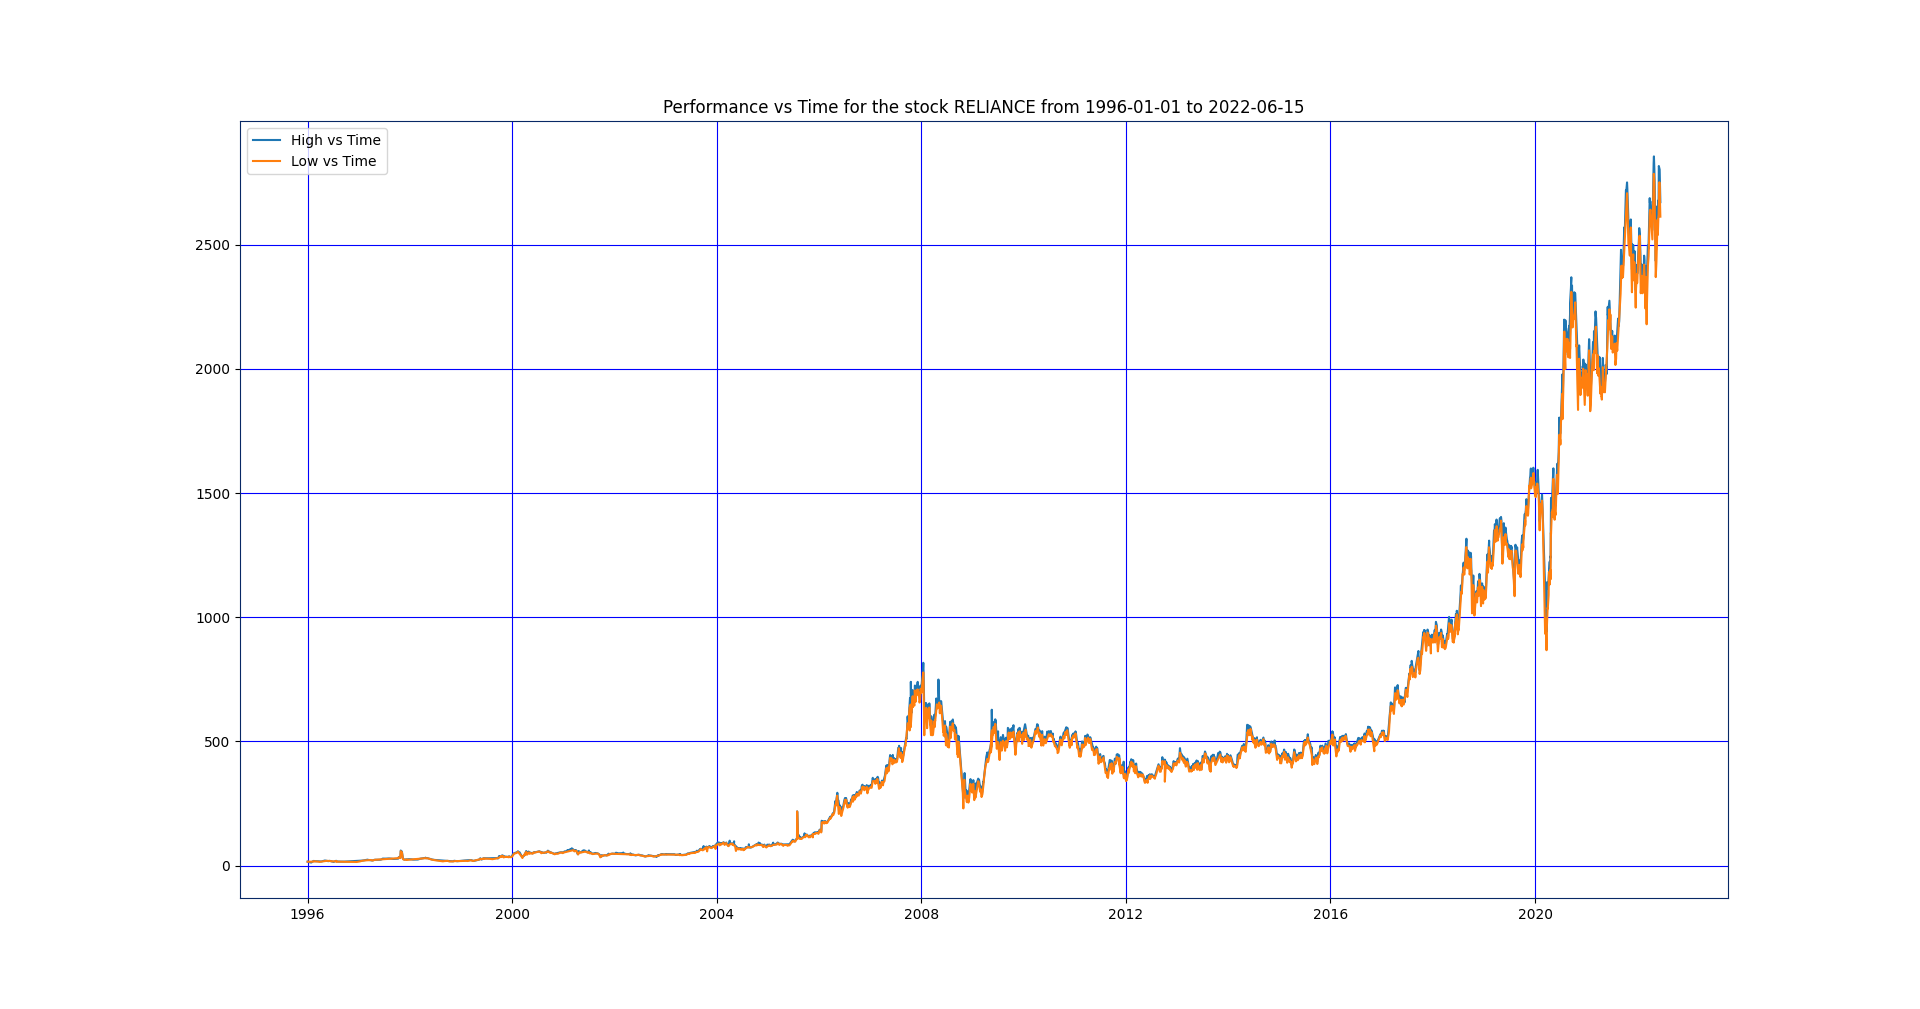 Performance vs Time for the stock RELIANCE from 1996-01-01 to 2022-06-15
High vs Time
Low vs Time
2500
2000
1500
1000
500
0
1996 2000 2004 2008 2012 2016 2020